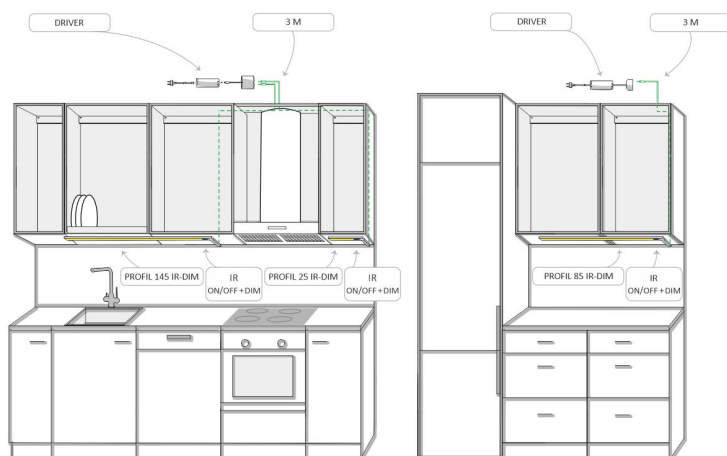 DRIVER
3 M
PROFIL 145 IR-DIM
IR
ON/OFF+DIM
PROFIL 25 IR-DIM
IR
ON/OFF+DIM
DRIVER
3 M
PROFIL 85 IR-DIM
IR
ON/OFF+DIM